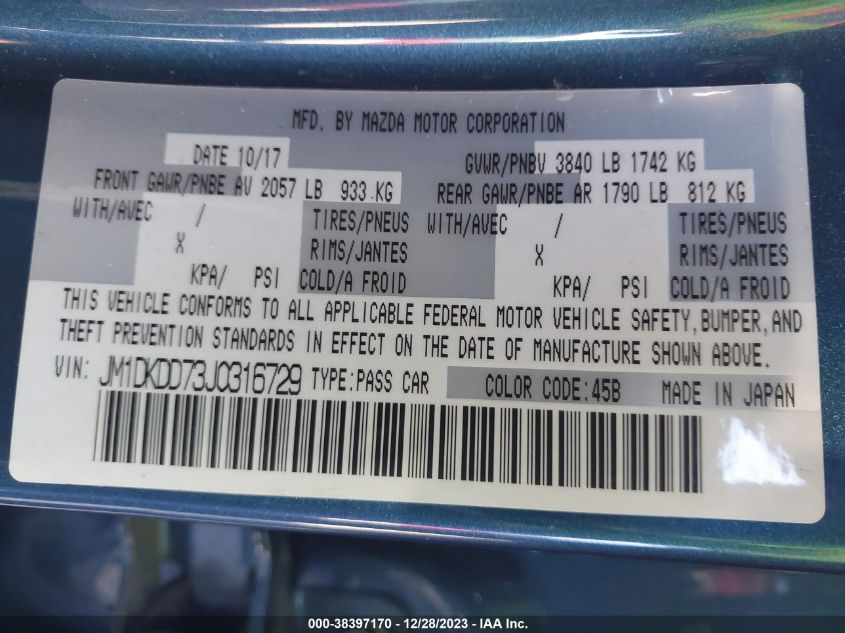 MFD. BY MAZDA MOTOR CORPORATION
DATE 10/17 GVWR/PNBV 3840 LB 1742 KG
FRONT GAWR/PNBE AV 2057 LB 933 KG REAR GAWR/PNBE AR 1790 LB 812 KG
WITH/AVEC / TIRES/PNEUS WITH/AVEC / TIRES/PNEUS
X RIMS/JANTES X RIMS/JANTES
KPA/ PSI COLD/A FROID KPA/ PSI COLD/A FROID
THIS VEHICLE CONFORMS TO ALL APPLICABLE FEDERAL MOTOR VEHICLE SAFETY, BUMPER, AND
THEFT PREVENTION STANDARDS IN EFFECT ON THE DATE OF MANUFACTURE SHOWN ABOVE.
VIN: JM1DKDD73J0316729 TYPE:PASS CAR COLOR CODE:45B MADE IN JAPAN
000-38397170 - 12/28/2023 - IAA Inc.